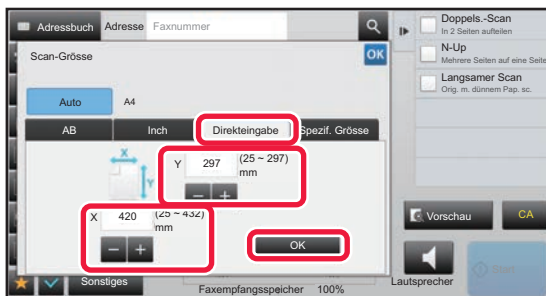 Adressbuch Adresse Faxnummer
Scan-Grösse OK
Auto A4
AB Inch Direkteingabe Spezif. Grösse
X Y
Y 297 (25 ~ 297)
mm
X 420 (25 ~ 432)
mm
OK
Sonstiges
Faxempfangsspeicher 100%
Doppels.-Scan
In 2 Seiten aufteilen
N-Up
Mehrere Seiten auf eine Seite
Langsamer Scan
Orig. m. dünnem Pap. sc.
Vorschau CA
Start
Lautsprecher